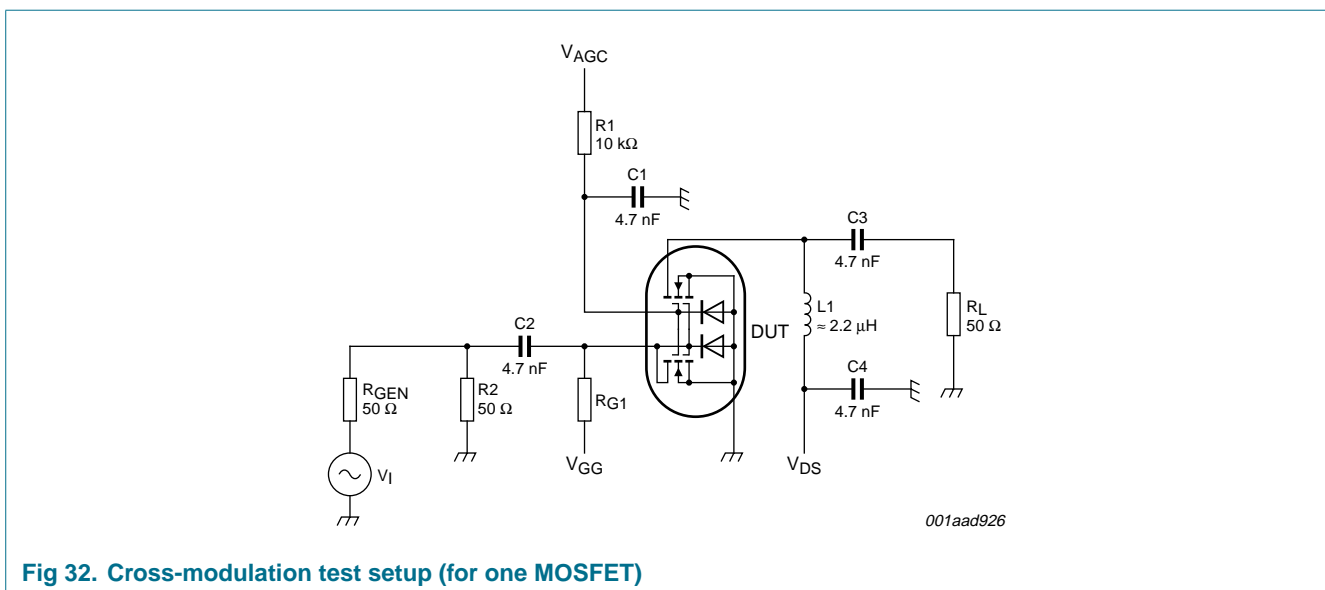 VAGC
R1
10 kΩ
C1
4.7 nF
C3
4.7 nF
L1
≈ 2.2 μH
RL
50 Ω
DUT
C2
4.7 nF
C4
4.7 nF
RGEN
50 Ω
R2
50 Ω
RG1
VGG
VDS
VI
001aad926
Fig 32. Cross-modulation test setup (for one MOSFET)